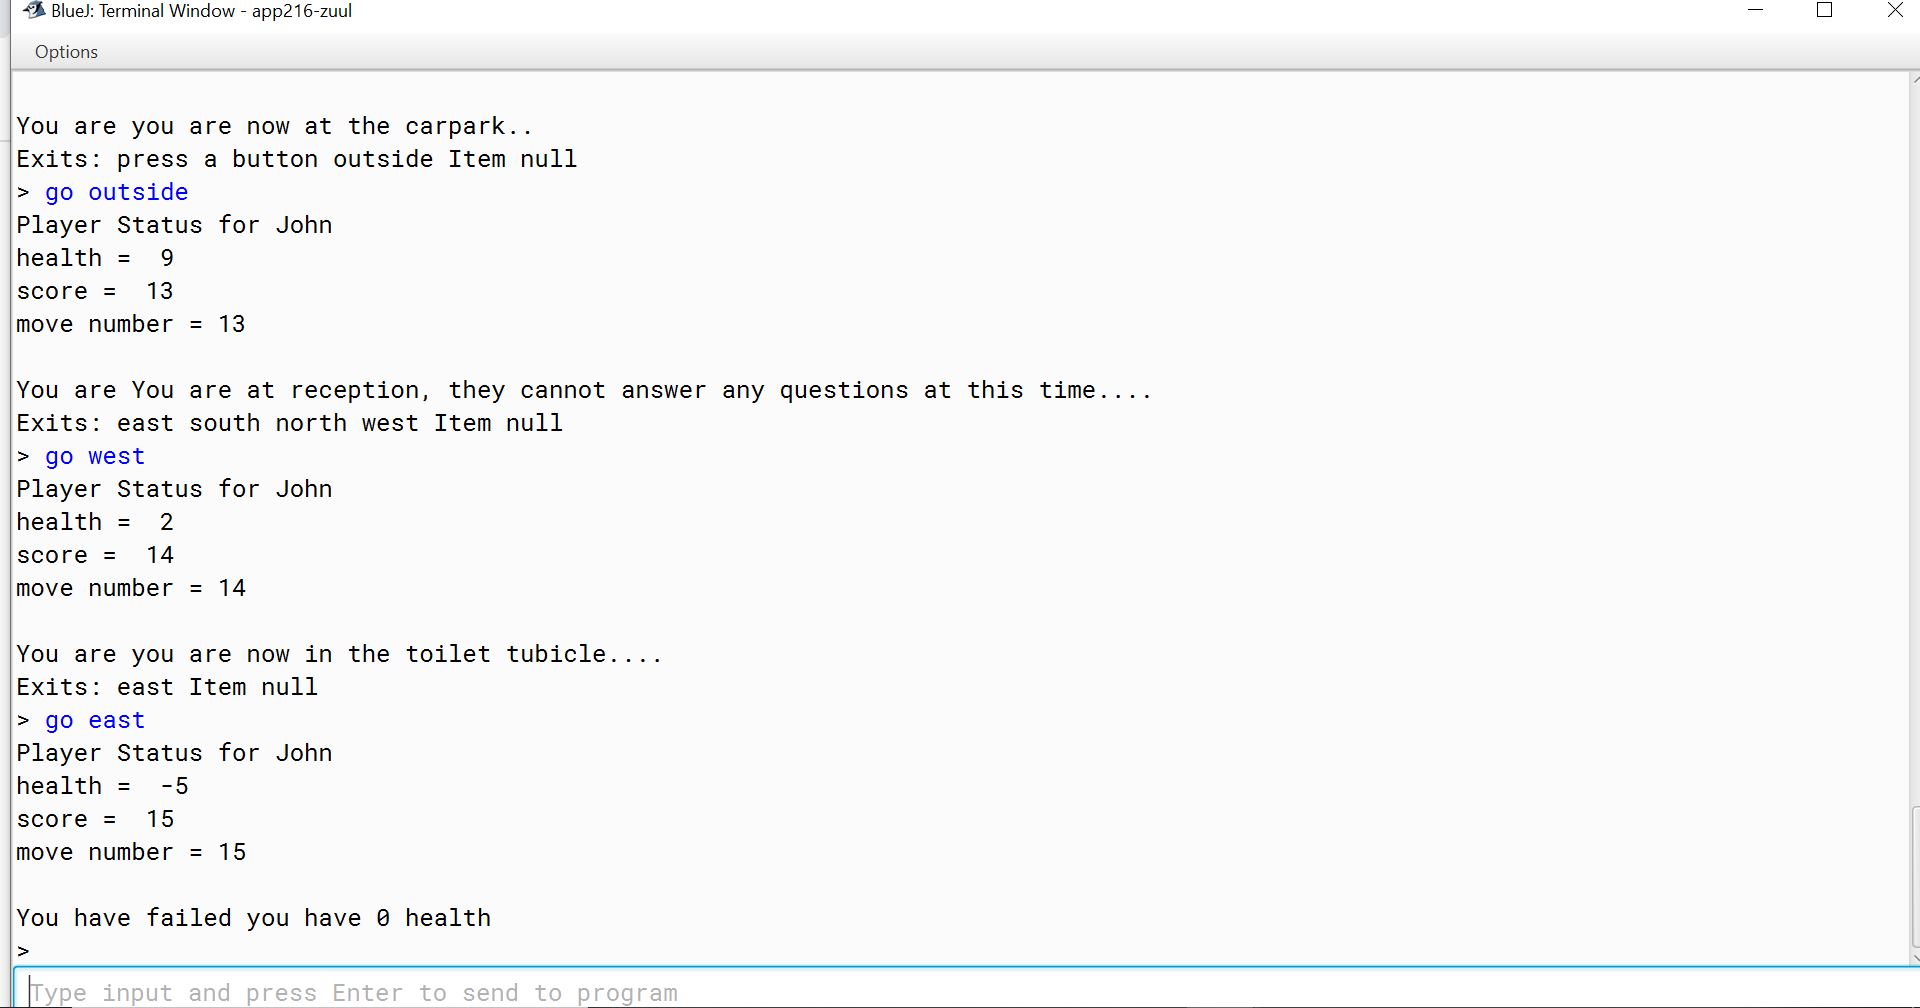 BlueJ: Terminal Window - app216-zuul
Options
You are you are now at the carpark..
Exits: press a button outside Item null
> go outside
Player Status for John
health =  9
score =  13
move number = 13
You are You are at reception, they cannot answer any questions at this time....
Exits: east south north west Item null
> go west
Player Status for John
health =  2
score =  14
move number = 14
You are you are now in the toilet tubicle....
Exits: east Item null
> go east
Player Status for John
health =  -5
score =  15
move number = 15
You have failed you have 0 health
>
Type input and press Enter to send to program